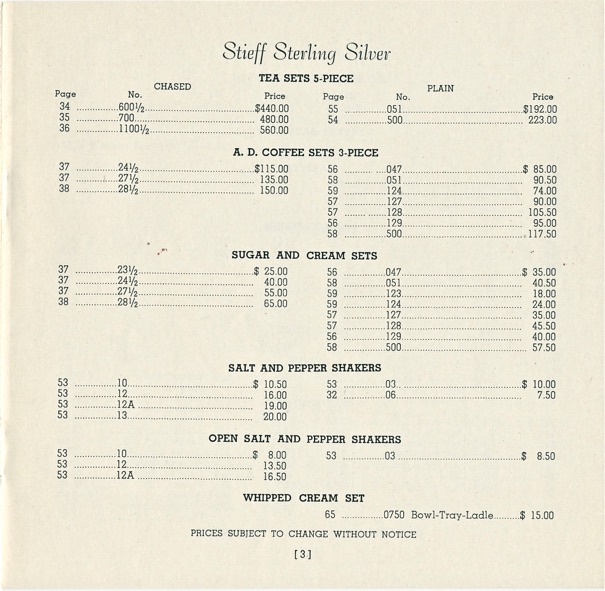 Stieff Sterling Silver
TEA SETS 5-PIECE
CHASED PLAIN
Page No. Price Page No. Price
34 ............600½............$440.00 55 ............051............$192.00
35 ............700............ 480.00 54 ............500............ 223.00
36 ............1100½............ 560.00
A. D. COFFEE SETS 3-PIECE
37 ............24½............$115.00 56 ............047............$ 85.00
37 ............27½............ 135.00 58 ............051............ 90.50
38 ............28½............ 150.00 59 ............124............ 74.00
57 ............127............ 90.00
57 ............128............ 105.50
56 ............129............ 95.00
58 ............500............ 117.50
SUGAR AND CREAM SETS
37 ............23½............$ 25.00 56 ............047............$ 35.00
37 ............24½............ 40.00 58 ............051............ 40.50
37 ............27½............ 55.00 59 ............123............ 18.00
38 ............28½............ 65.00 59 ............124............ 24.00
57 ............127............ 35.00
57 ............128............ 45.50
56 ............129............ 40.00
58 ............500............ 57.50
SALT AND PEPPER SHAKERS
53 ............10............$ 10.50 53 ............03............$ 10.00
53 ............12............ 16.00 32 ............06............ 7.50
53 ............12A............ 19.00
53 ............13............ 20.00
OPEN SALT AND PEPPER SHAKERS
53 ............10............$ 8.00 53 ............03............$ 8.50
53 ............12............ 13.50
53 ............12A............ 16.50
WHIPPED CREAM SET
65 ............0750 Bowl-Tray-Ladle........$ 15.00
PRICES SUBJECT TO CHANGE WITHOUT NOTICE
[3]